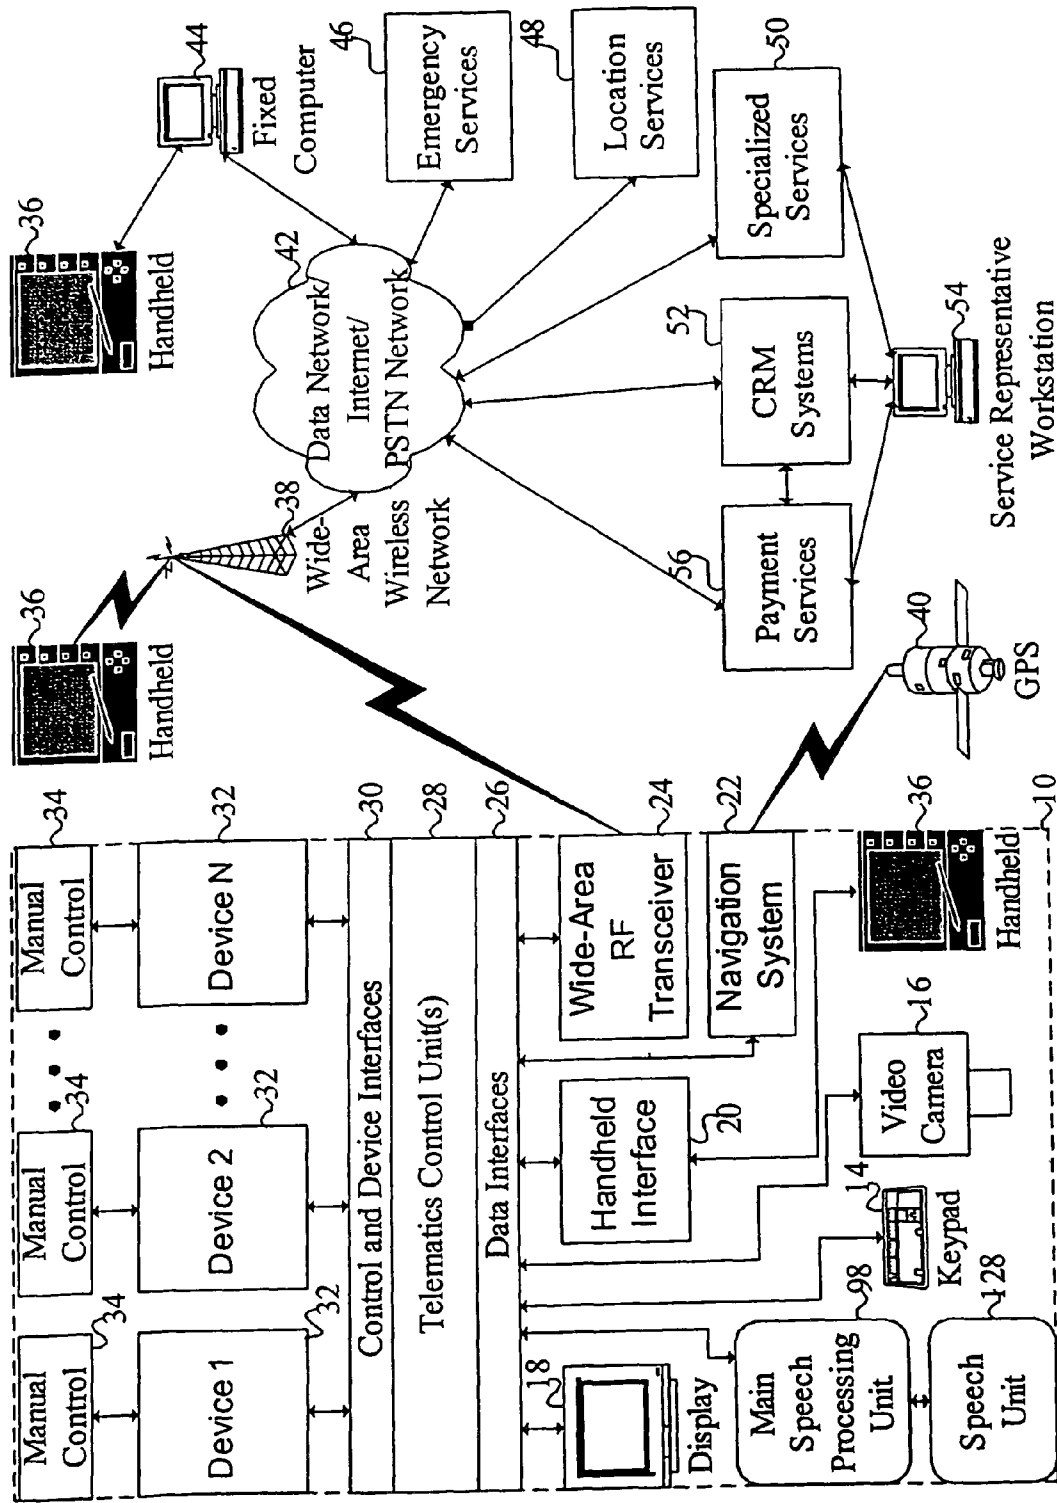 Manual
Control
34
Device 1
32
Manual
Control
34
Device 2
32
Manual
Control
34
Device N
32
Control and Device Interfaces
30
Telematics Control Unit(s)
28
Data Interfaces
26
18
Display
Main
Speech
Processing
Unit
98
Speech
Unit
128
Keypad
14
Handheld
Interface
20
Video
Camera
16
Wide-Area
RF
Transceiver
24
Navigation
System
22
Handheld
36
10
Handheld
36
38
Wide-
Area
Wireless
Network
GPS
40
Handheld
36
44
Fixed
Computer
42
Data Network/
Internet/
PSTN Network
46
Emergency
Services
48
Location
Services
50
Specialized
Services
52
CRM
Systems
56
Payment
Services
54
Service Representative
Workstation